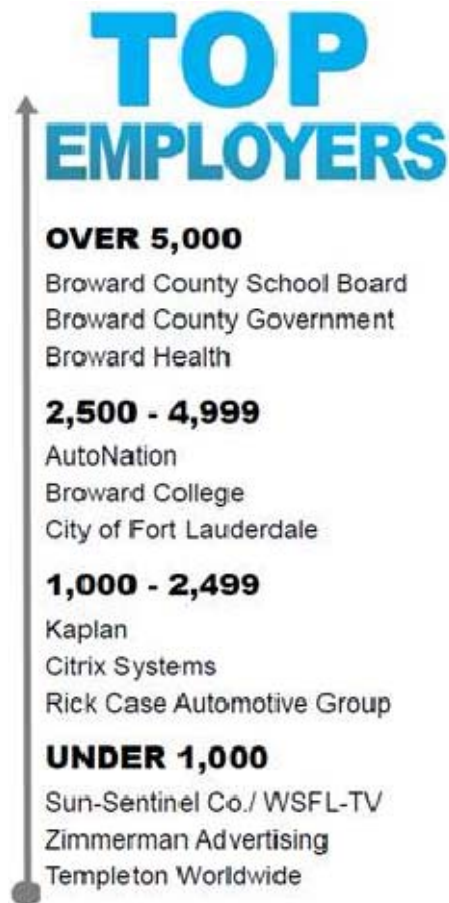 TOP
EMPLOYERS
OVER 5,000
Broward County School Board
Broward County Government
Broward Health
2,500 - 4,999
AutoNation
Broward College
City of Fort Lauderdale
1,000 - 2,499
Kaplan
Citrix Systems
Rick Case Automotive Group
UNDER 1,000
Sun-Sentinel Co./ WSFL-TV
Zimmerman Advertising
Templeton Worldwide